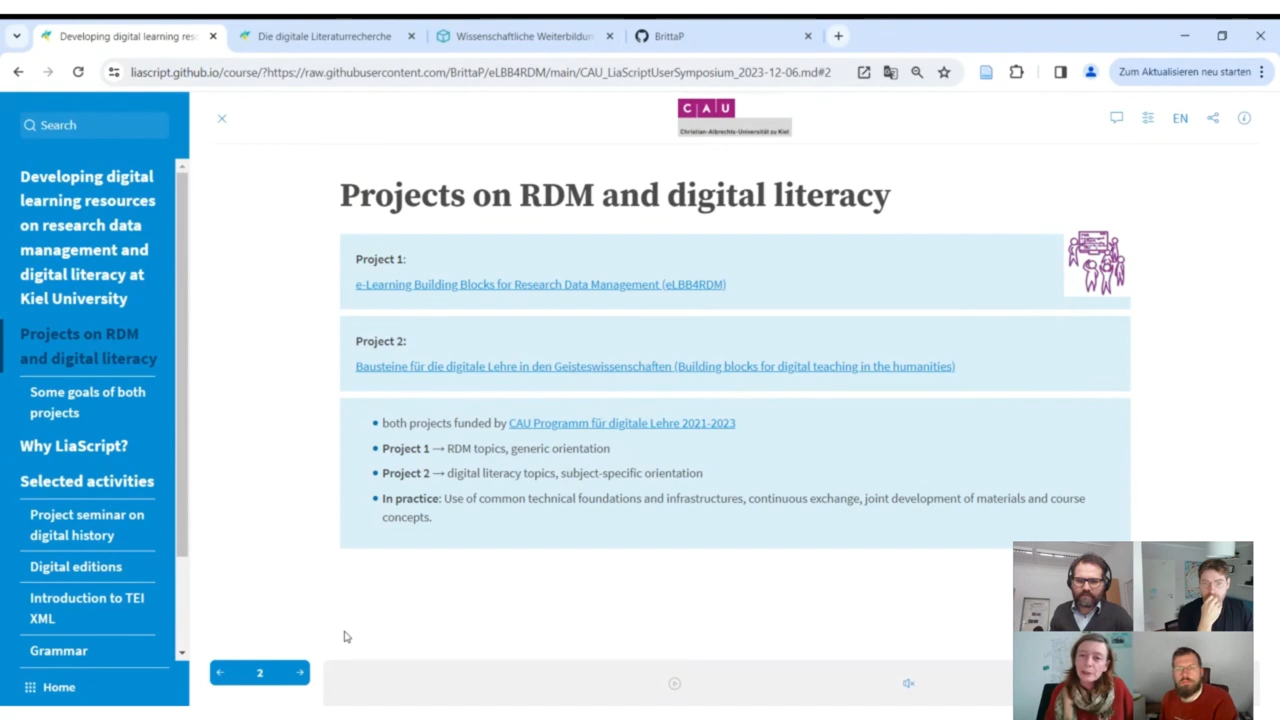 Developing digital learning res
Die digitale Literaturrecherche
Wissenschaftliche Weiterbildun
BrittaP
liascript.github.io/course/?https://raw.githubusercontent.com/BrittaP/eLBB4RDM/main/CAU_LiaScriptUserSymposium_2023-12-06.md#2
Zum Aktualisieren neu starten
Search
C|A|U
Christian-Albrechts-Universität zu Kiel
EN
Developing digital
learning resources
on research data
management and
digital literacy at
Kiel University
Projects on RDM
and digital literacy
Some goals of both
projects
Why LiaScript?
Selected activities
Project seminar on
digital history
Digital editions
Introduction to TEI
XML
Grammar
Home
Projects on RDM and digital literacy
Project 1:
e-Learning Building Blocks for Research Data Management (eLBB4RDM)
Project 2:
Bausteine für die digitale Lehre in den Geisteswissenschaften (Building blocks for digital teaching in the humanities)
• both projects funded by CAU Programm für digitale Lehre 2021-2023
• Project 1 → RDM topics, generic orientation
• Project 2 → digital literacy topics, subject-specific orientation
• In practice: Use of common technical foundations and infrastructures, continuous exchange, joint development of materials and course
concepts.
← 2 →